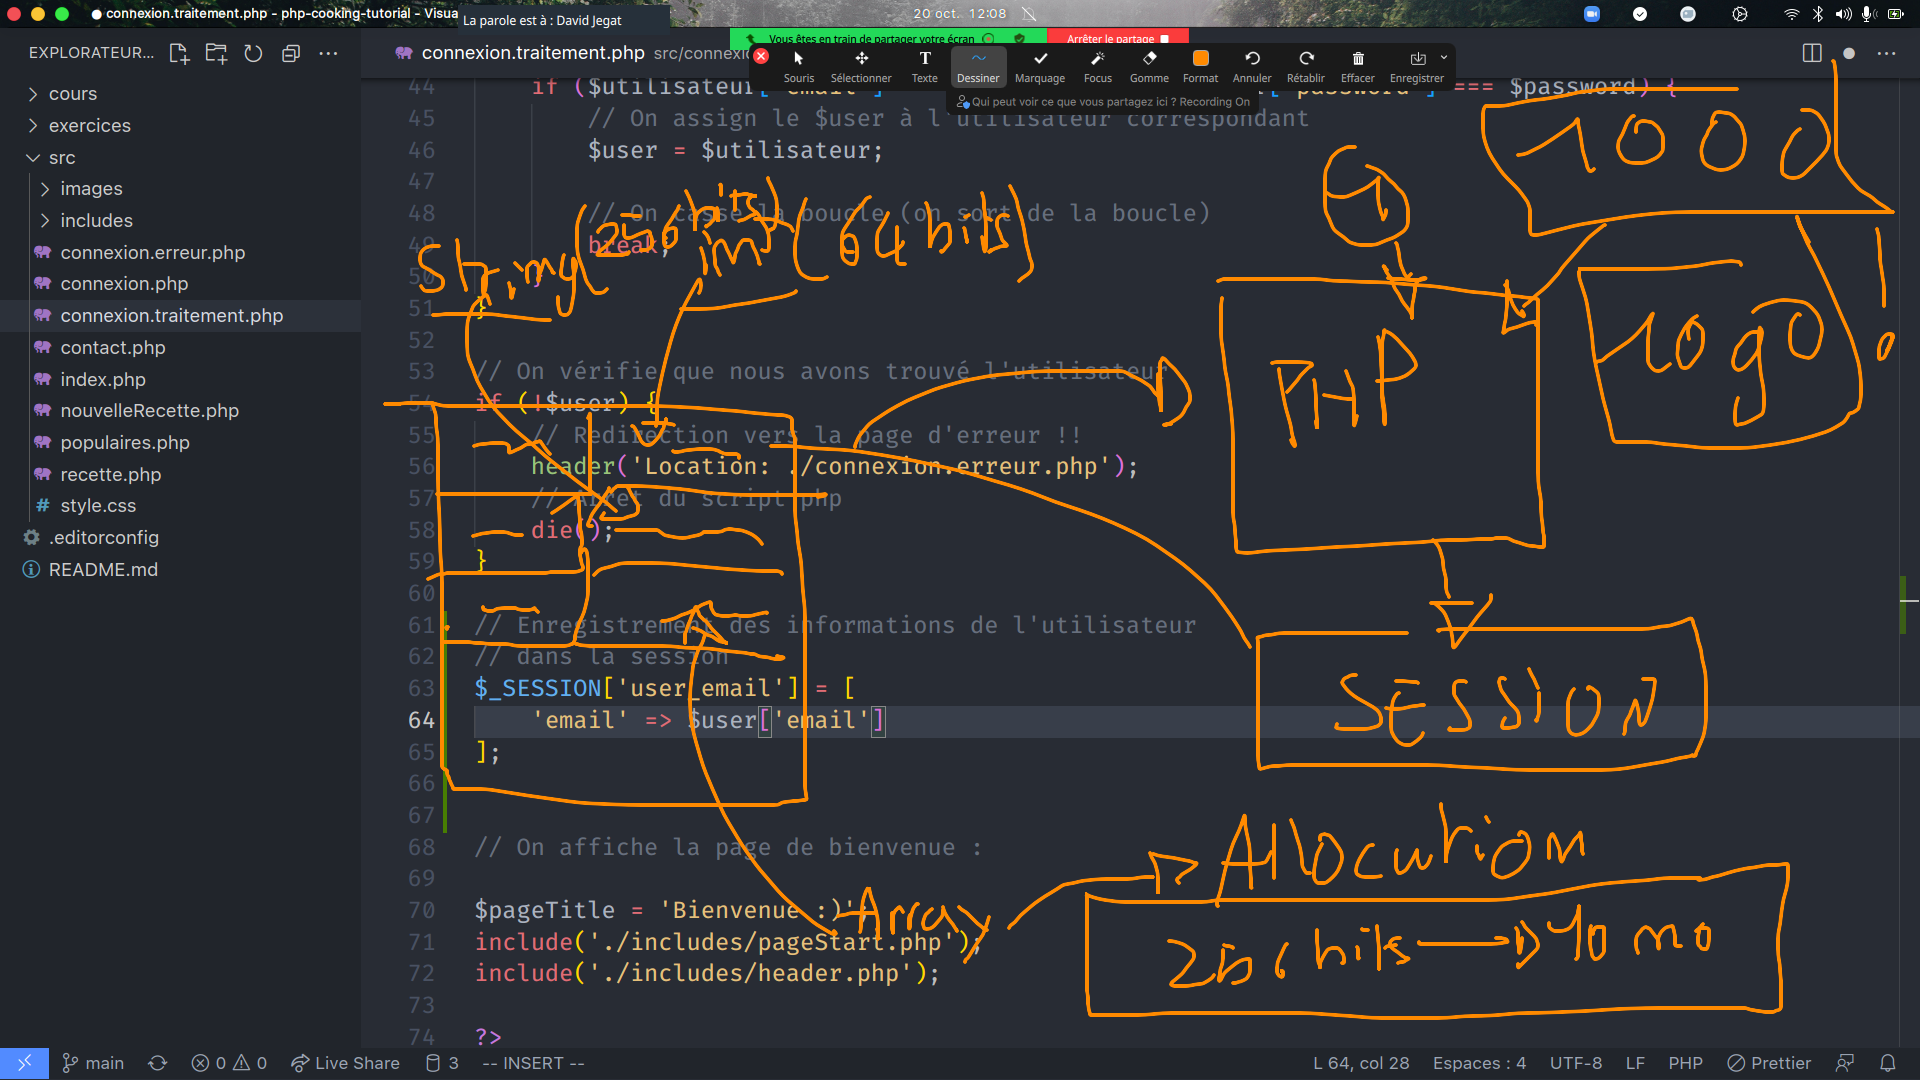 connexion.traitement.php - php-cooking-tutorial - Visua
La parole est à : David Jegat
20 oct. 12:08
EXPLORATEUR...
cours
exercices
src
images
includes
connexion.erreur.php
connexion.php
connexion.traitement.php
contact.php
index.php
nouvelleRecette.php
populaires.php
recette.php
# style.css
.editorconfig
README.md
connexion.traitement.php src/connexio
Vous êtes en train de partager votre écran
Arrêter le partage
Souris
Sélectionner
Texte
Dessiner
Marquage
Focus
Gomme
Format
Annuler
Rétablir
Effacer
Enregistrer
Qui peut voir ce que vous partagez ici ? Recording On
44 if ($utilisateur['email'] ['password'] === $password) {
45 // On assign le $user à l'utilisateur correspondant
46 $user = $utilisateur;
47
48 // On casse la boucle (on sort de la boucle)
49 break;
50 }
51 }
52
53 // On vérifie que nous avons trouvé l'utilisateur
54 if (!$user) {
55 // Redirection vers la page d'erreur !!
56 header('Location: ./connexion.erreur.php');
57 // Arret du script php
58 die();
59 }
60
61 // Enregistrement des informations de l'utilisateur
62 // dans la session
63 $_SESSION['user_email'] = [
64 'email' => $user['email']
65 ];
66
67
68 // On affiche la page de bienvenue :
69
70 $pageTitle = 'Bienvenue :)';
71 include('./includes/pageStart.php');
72 include('./includes/header.php');
73
74 ?>
String (256 bits)
int (64 bits)
1000
10go !
PHP
SESSION
Allocution
Array
256 bits 40 mo
main
0 0
Live Share
3
-- INSERT --
L 64, col 28
Espaces : 4
UTF-8
LF
PHP
Prettier